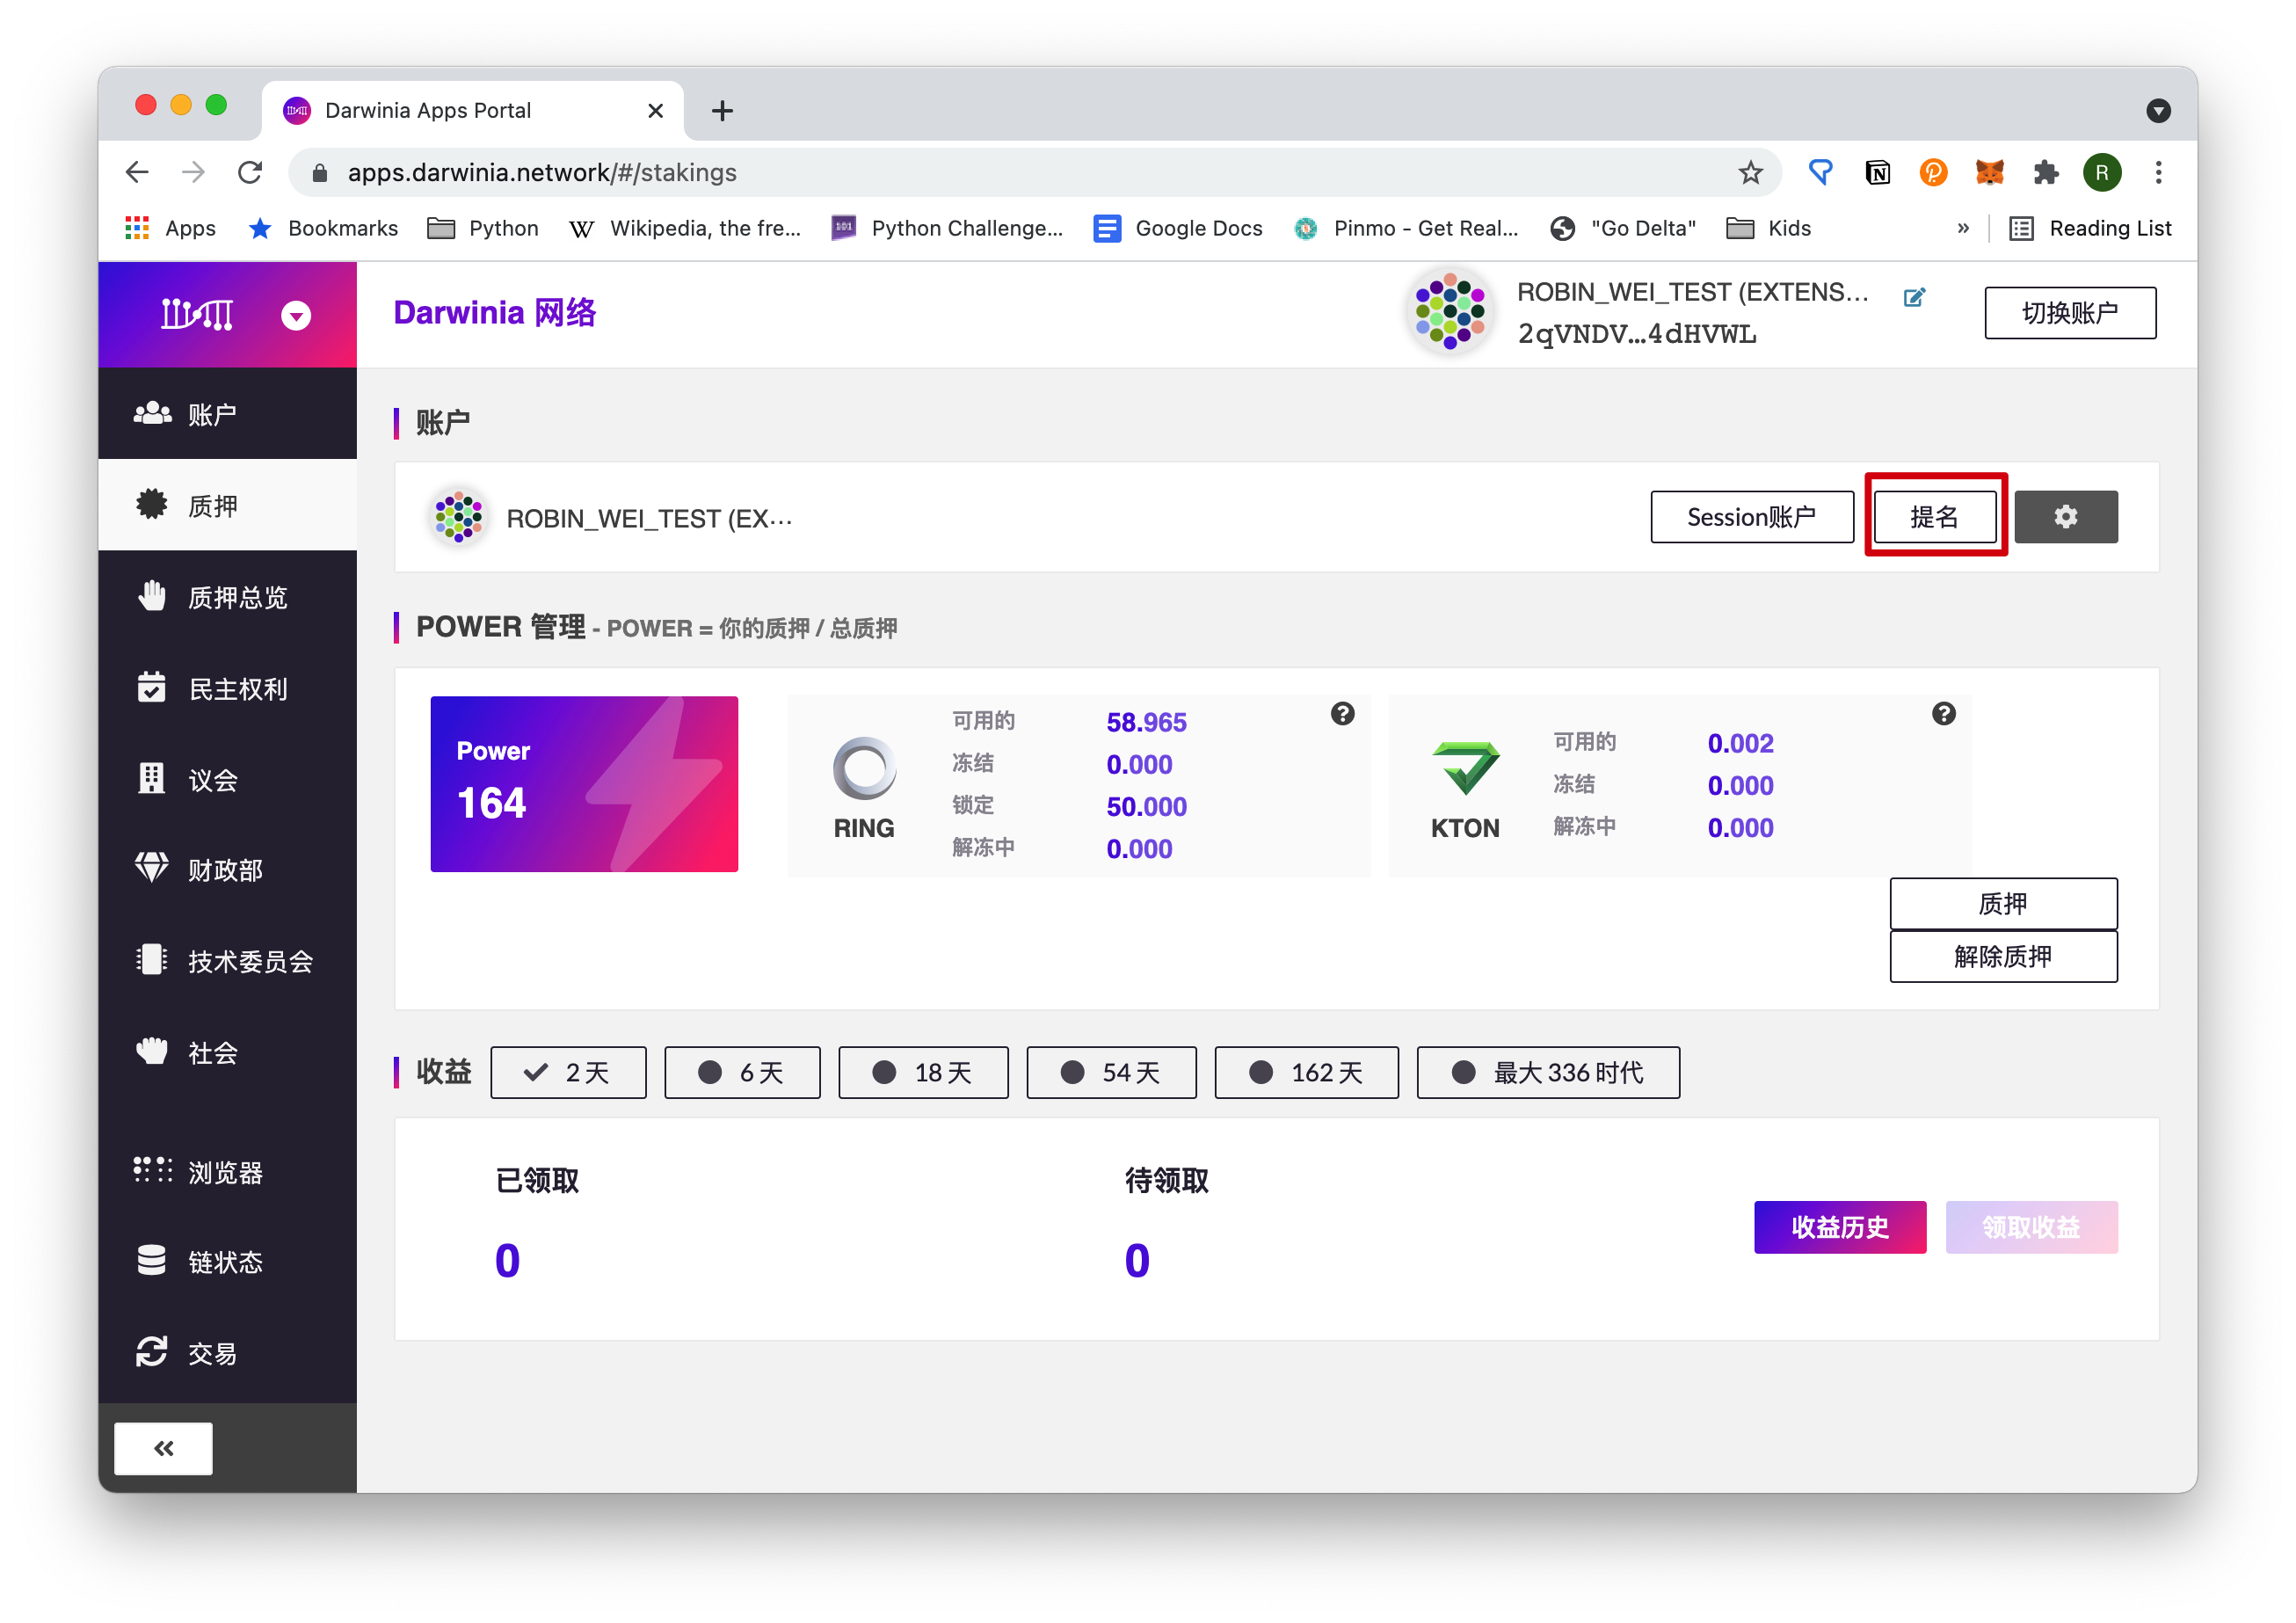 Darwinia Apps Portal
apps.darwinia.network/#/stakings
R
Apps
Bookmarks
Python
W Wikipedia, the fre...
Python Challenge...
Google Docs
Pinmo - Get Real...
"Go Delta"
Kids
»
Reading List
Darwinia 网络
ROBIN_WEI_TEST (EXTENS...
2qVNDV...4dHVWL
切换账户
账户
质押
质押总览
民主权利
议会
财政部
技术委员会
社会
浏览器
链状态
交易
账户
ROBIN_WEI_TEST (EX...
Session账户
提名
POWER 管理 - POWER = 你的质押 / 总质押
Power
164
RING
可用的 58.965
冻结 0.000
锁定 50.000
解冻中 0.000
KTON
可用的 0.002
冻结 0.000
解冻中 0.000
质押
解除质押
收益
2 天
6 天
18 天
54 天
162 天
最大 336 时代
已领取
0
待领取
0
收益历史
领取收益